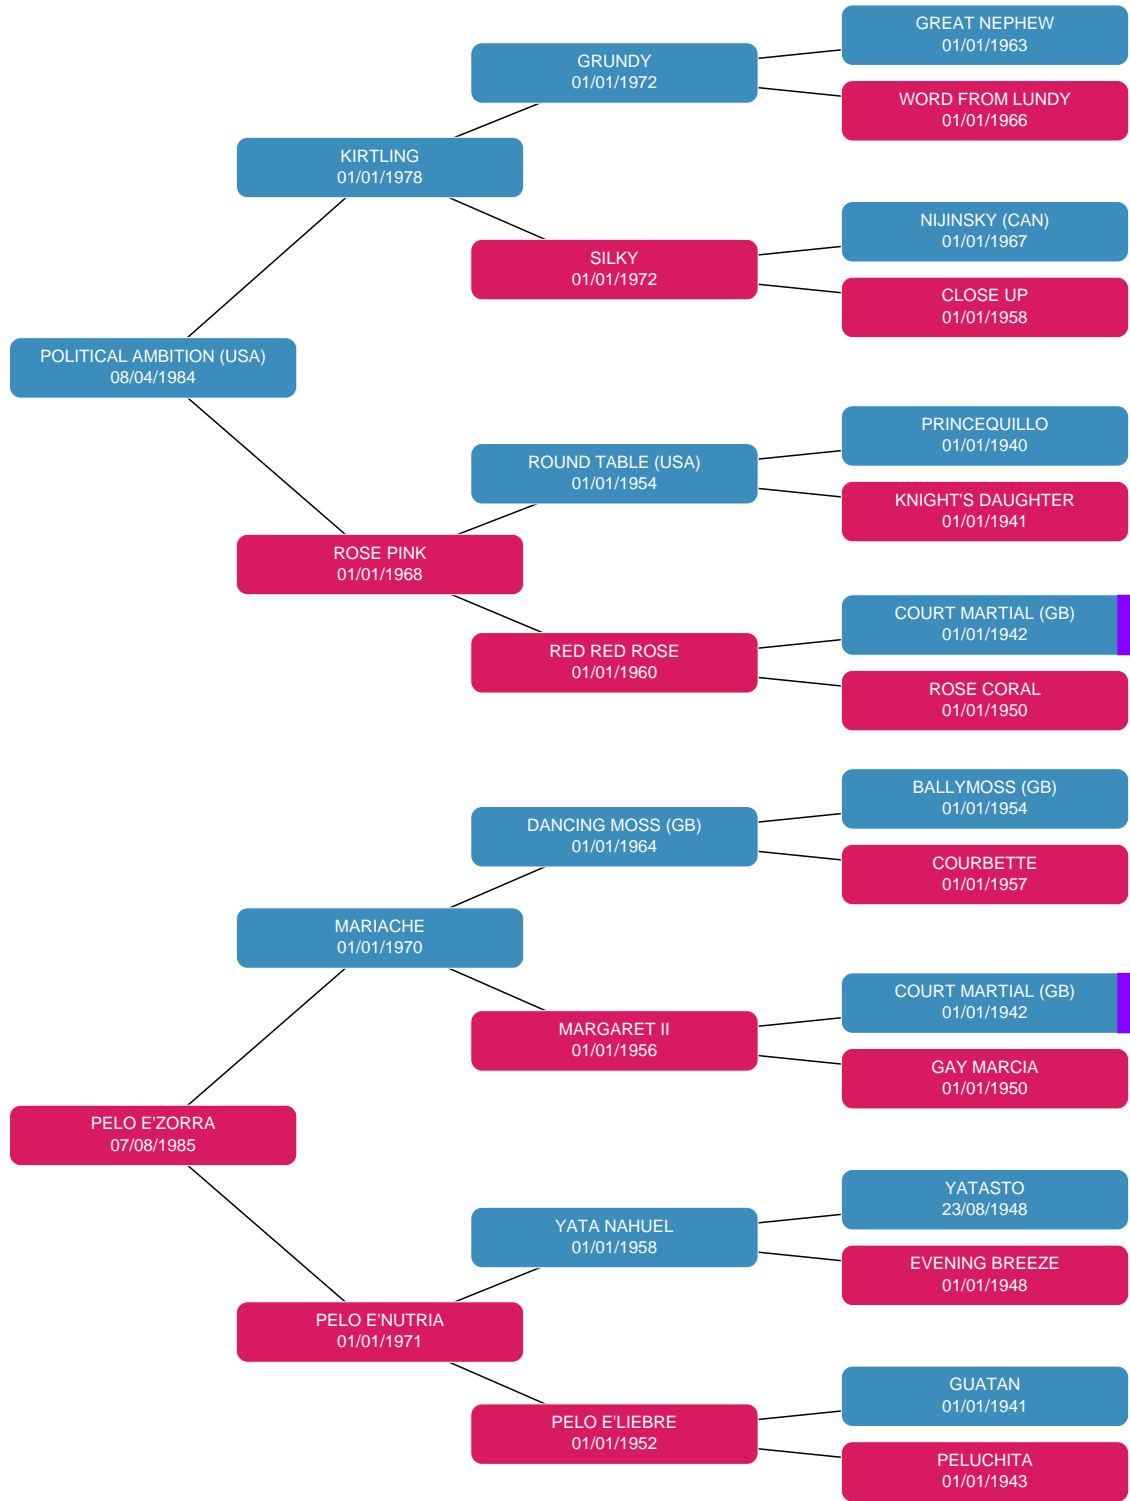 GREAT NEPHEW
01/01/1963
GRUNDY
01/01/1972
WORD FROM LUNDY
01/01/1966
KIRTLING
01/01/1978
NIJINSKY (CAN)
01/01/1967
SILKY
01/01/1972
CLOSE UP
01/01/1958
POLITICAL AMBITION (USA)
08/04/1984
PRINCEQUILLO
01/01/1940
ROUND TABLE (USA)
01/01/1954
KNIGHT'S DAUGHTER
01/01/1941
ROSE PINK
01/01/1968
COURT MARTIAL (GB)
01/01/1942
RED RED ROSE
01/01/1960
ROSE CORAL
01/01/1950
BALLYMOSS (GB)
01/01/1954
DANCING MOSS (GB)
01/01/1964
COURBETTE
01/01/1957
MARIACHE
01/01/1970
COURT MARTIAL (GB)
01/01/1942
MARGARET II
01/01/1956
GAY MARCIA
01/01/1950
PELO E'ZORRA
07/08/1985
YATASTO
23/08/1948
YATA NAHUEL
01/01/1958
EVENING BREEZE
01/01/1948
PELO E'NUTRIA
01/01/1971
GUATAN
01/01/1941
PELO E'LIEBRE
01/01/1952
PELUCHITA
01/01/1943